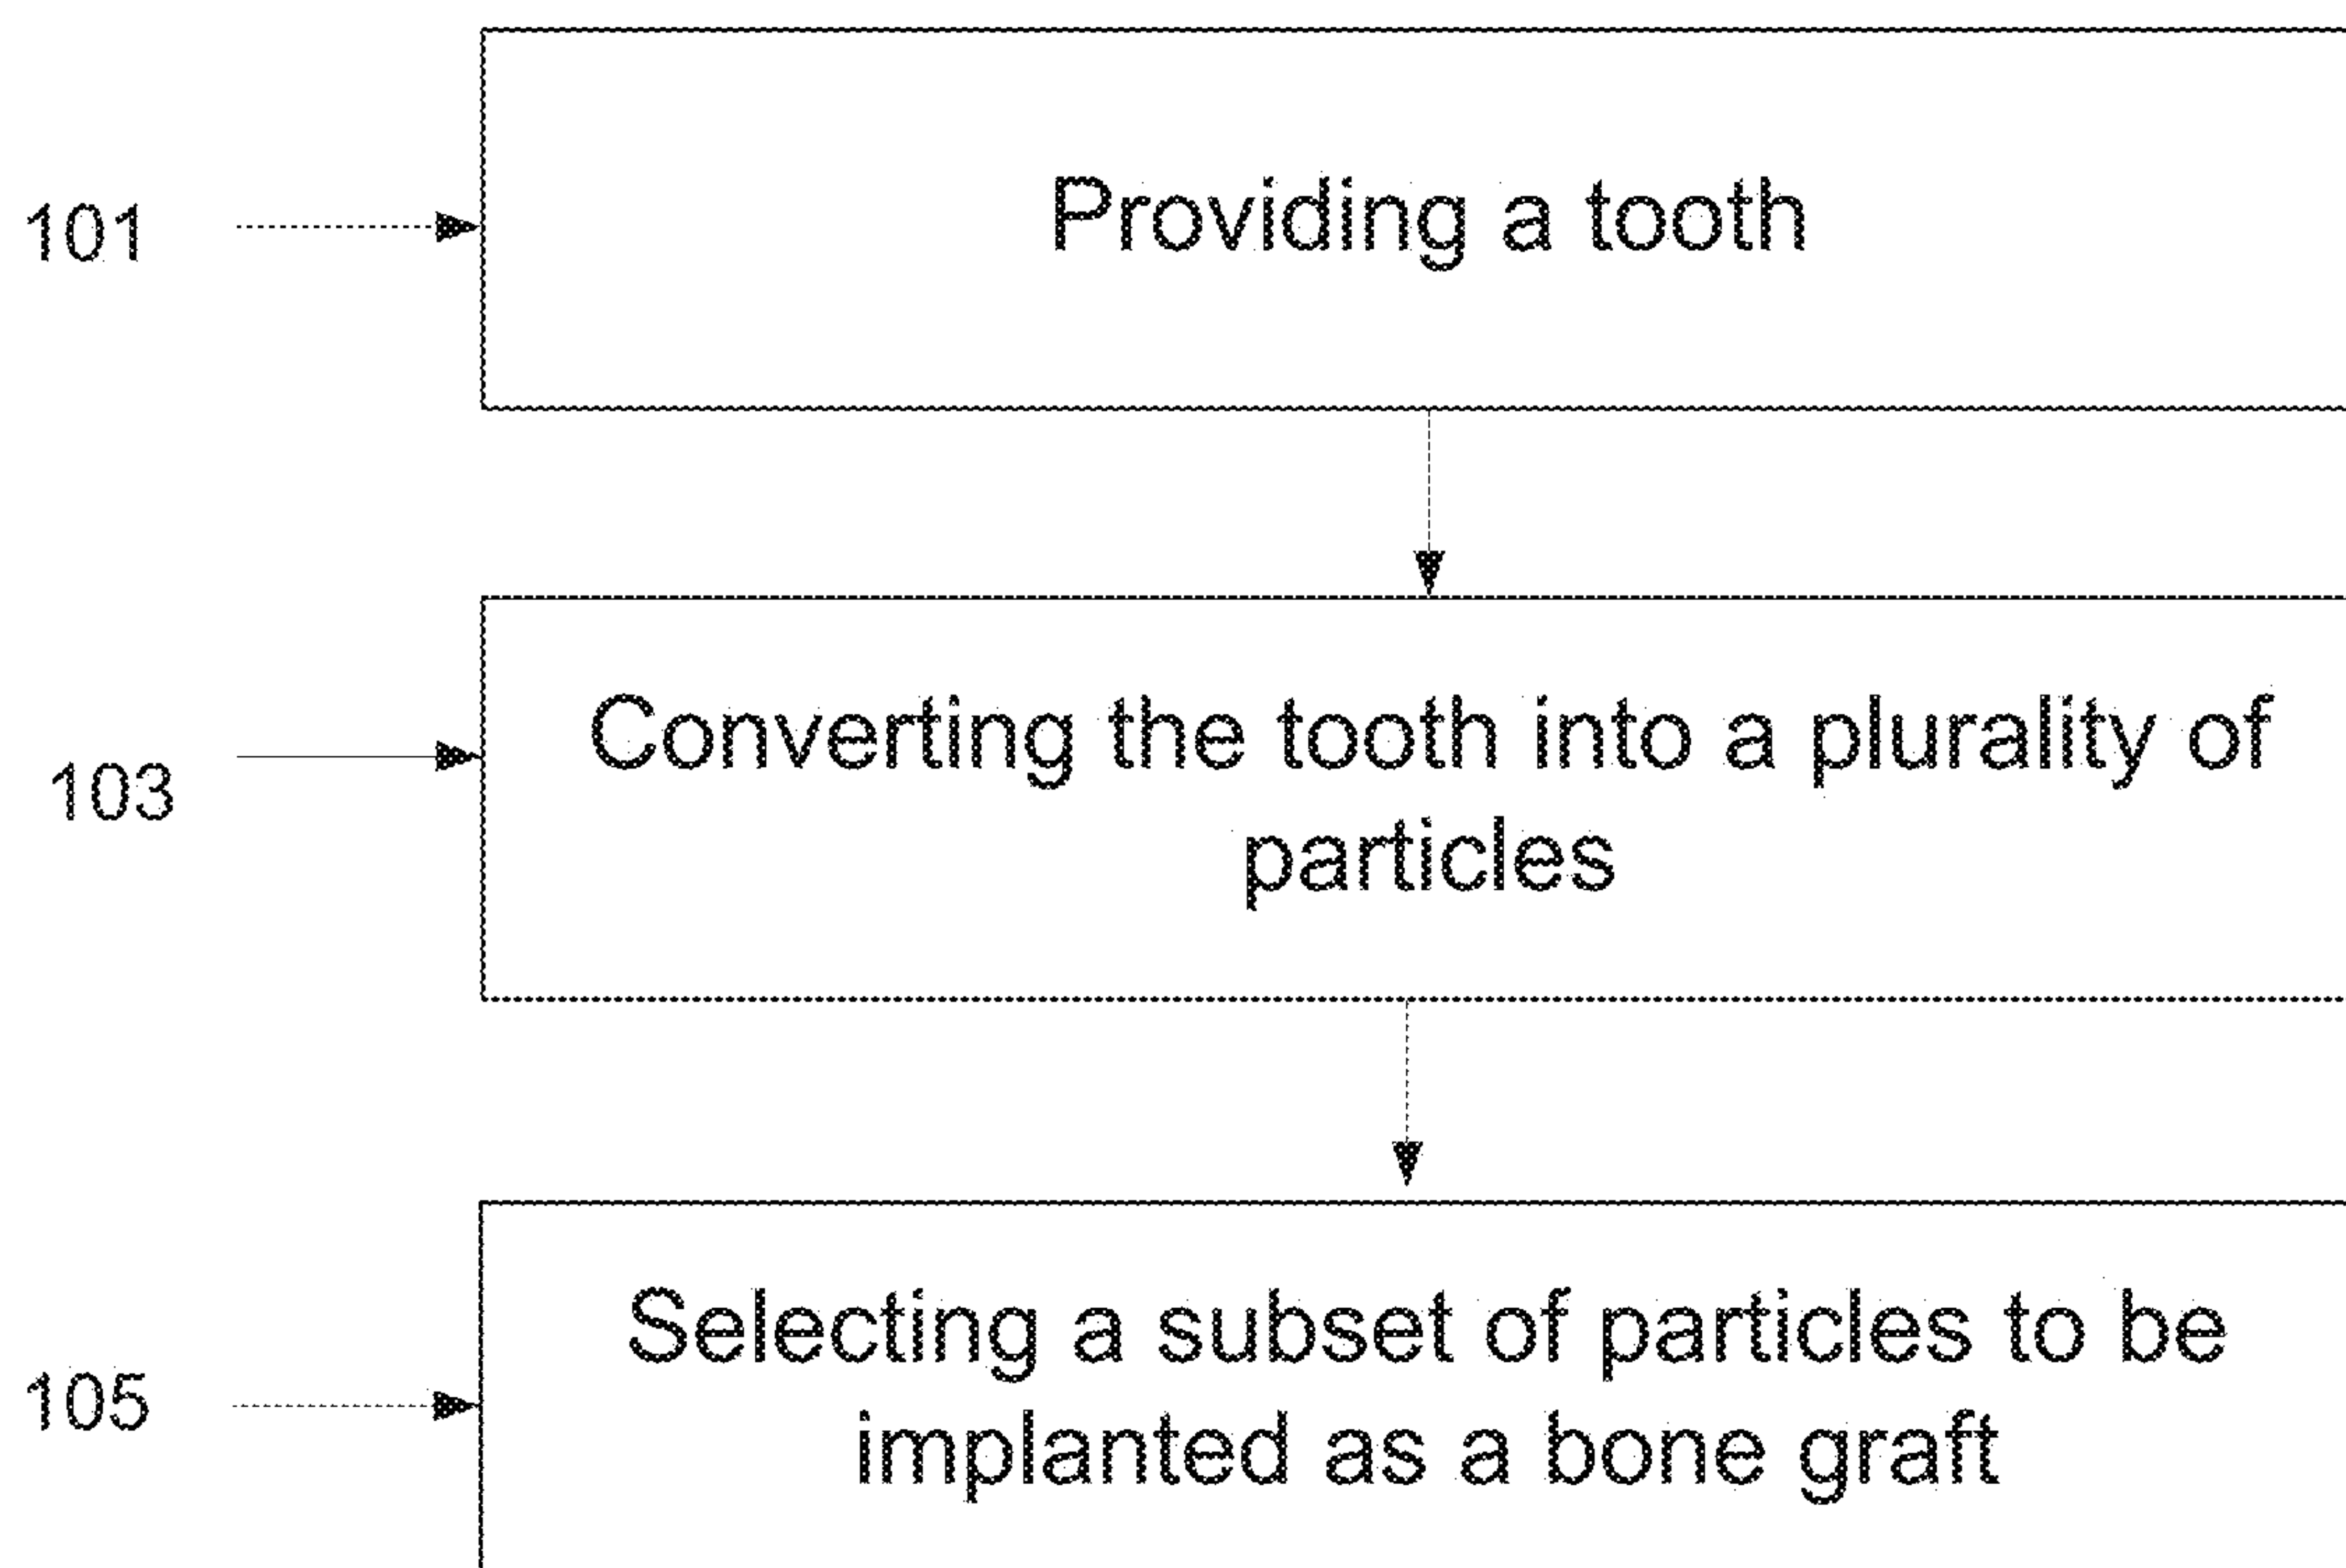 101
Providing a tooth
103
Converting the tooth into a plurality of
particles
105
Selecting a subset of particles to be
implanted as a bone graft